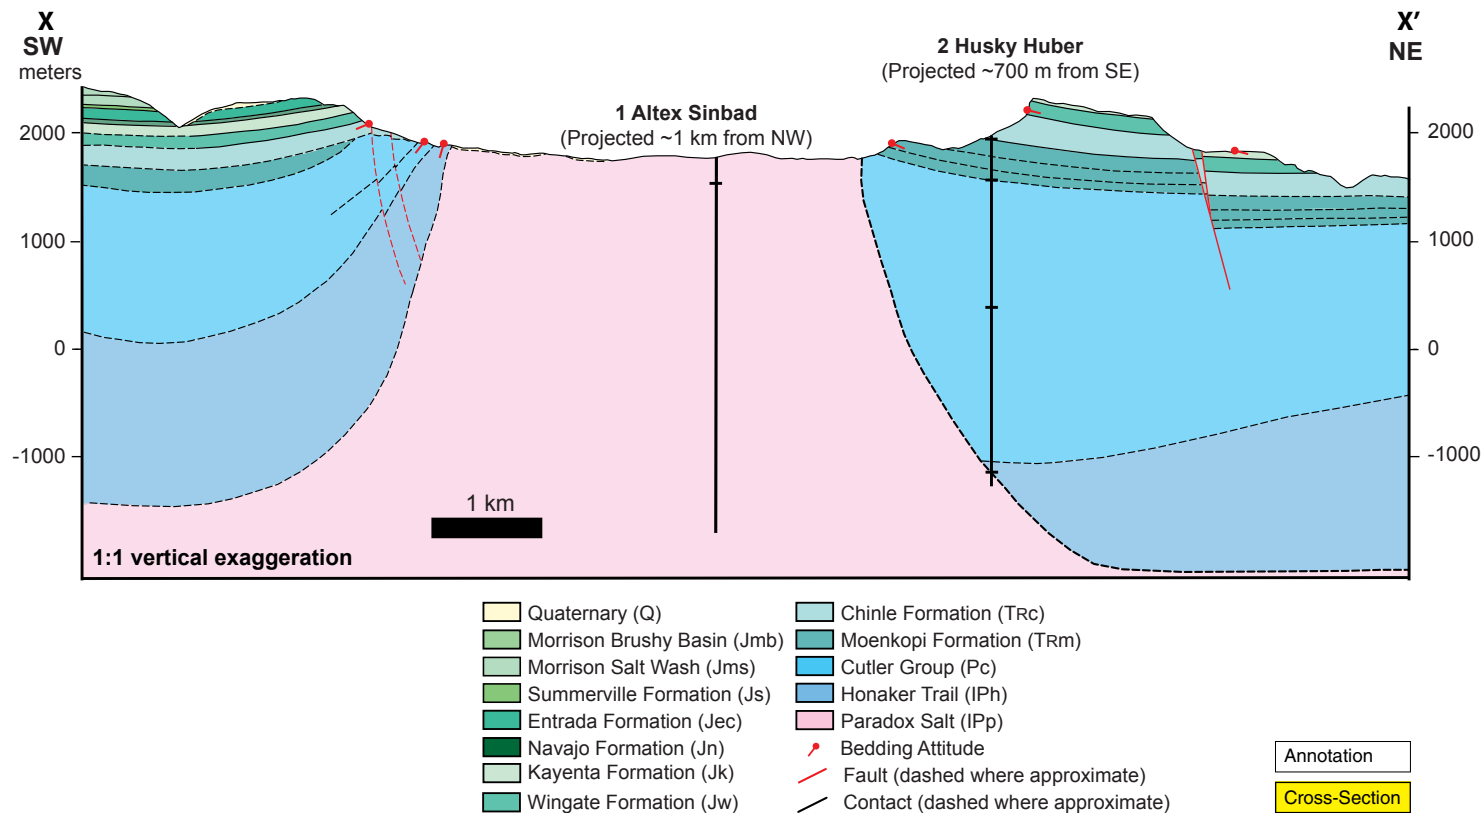 X
SW
meters
X’
NE
2 Husky Huber
(Projected ~700 m from SE)
1 Altex Sinbad
(Projected ~1 km from NW)
2000
2000
1000
1000
0
0
-1000
-1000
1 km
1:1 vertical exaggeration
Quaternary (Q)
Morrison Brushy Basin (Jmb)
Morrison Salt Wash (Jms)
Summerville Formation (Js)
Entrada Formation (Jec)
Navajo Formation (Jn)
Kayenta Formation (Jk)
Wingate Formation (Jw)
Chinle Formation (TRc)
Moenkopi Formation (TRm)
Cutler Group (Pc)
Honaker Trail (IPh)
Paradox Salt (IPp)
Bedding Attitude
Fault (dashed where approximate)
Contact (dashed where approximate)
Annotation
Cross-Section